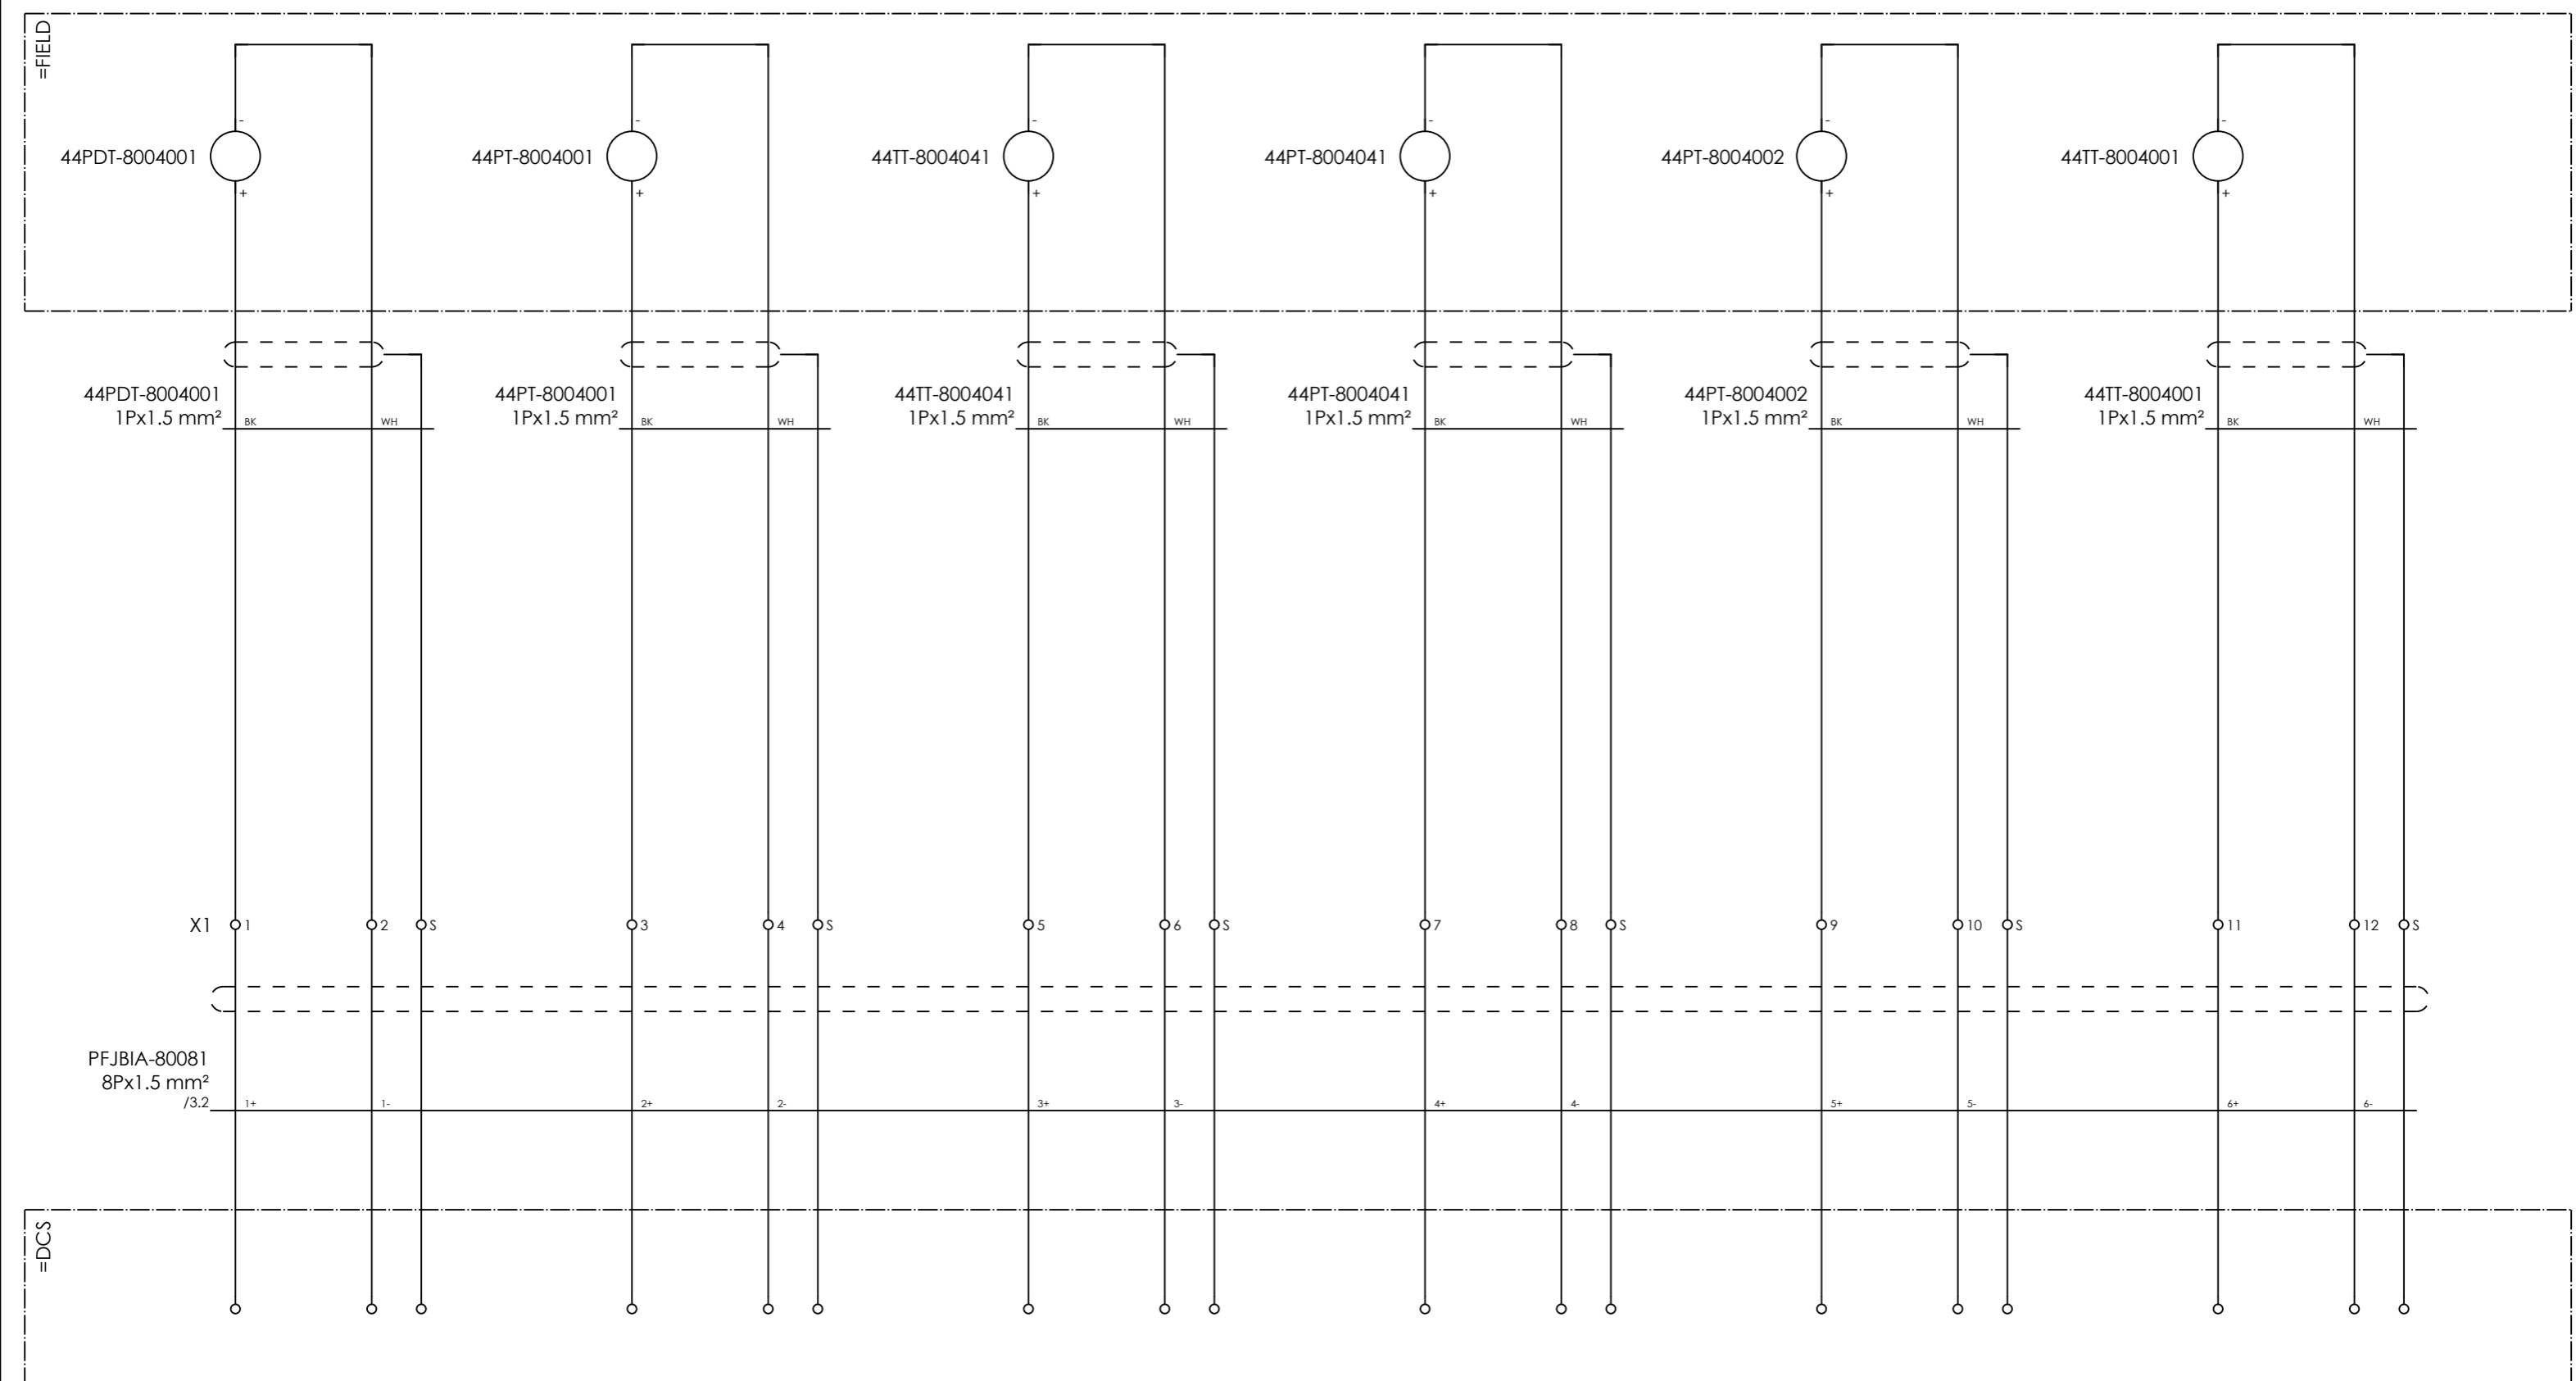 =FIELD
- - - - - -
44PDT-8004001 44PT-8004001 44TT-8004041 44PT-8004041 44PT-8004002 44TT-8004001
+ + + + + +
44PDT-8004001 44PT-8004001 44TT-8004041 44PT-8004041 44PT-8004002 44TT-8004001
1Px1.5 mm² BK WH 1Px1.5 mm² BK WH 1Px1.5 mm² BK WH 1Px1.5 mm² BK WH 1Px1.5 mm² BK WH 1Px1.5 mm² BK WH
X1 1 2 S 3 4 S 5 6 S 7 8 S 9 10 S 11 12 S
PFJBIA-80081
8Px1.5 mm²
/3.2 1+ 1- 2+ 2- 3+ 3- 4+ 4- 5+ 5- 6+ 6-
=DCS